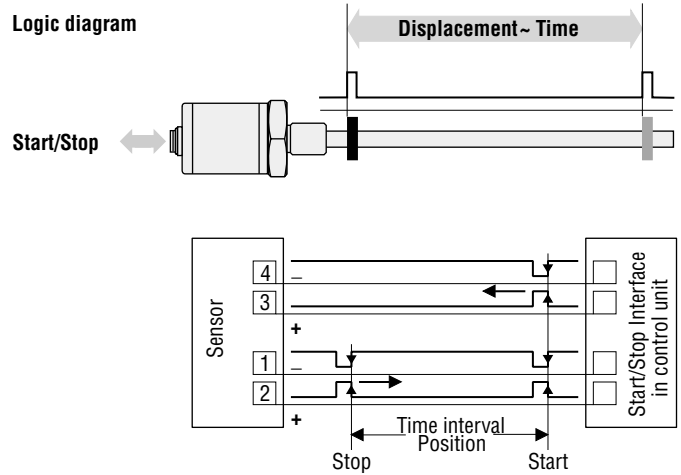 Logic diagram
Displacement ~ Time
Start/Stop
Sensor
4
–
3
+
1
–
2
+
Start/Stop Interface
in control unit
Time interval
Position
Stop
Start